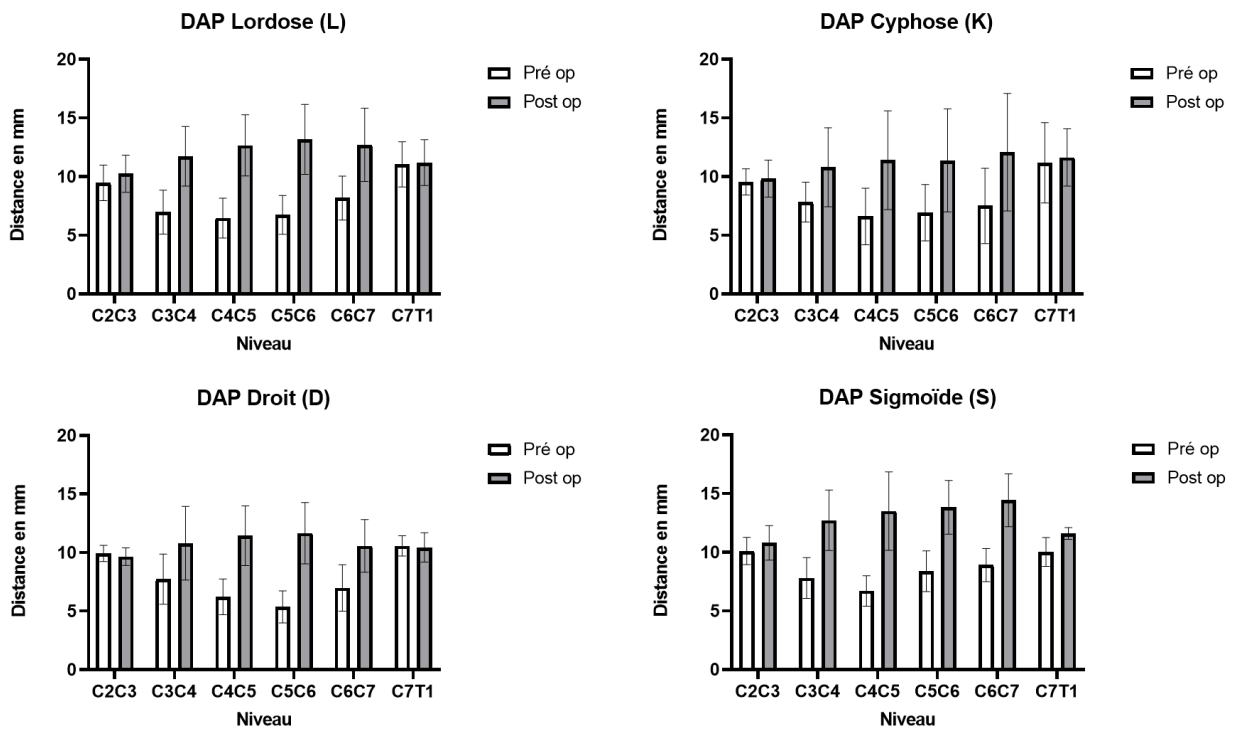 DAP Lordose (L)
20
15
10
5
0
Distance en mm
C2C3 C3C4 C4C5 C5C6 C6C7 C7T1
Niveau
Pré op
Post op
DAP Cyphose (K)
20
15
10
5
0
Distance en mm
C2C3 C3C4 C4C5 C5C6 C6C7 C7T1
Niveau
Pré op
Post op
DAP Droit (D)
20
15
10
5
0
Distance en mm
C2C3 C3C4 C4C5 C5C6 C6C7 C7T1
Niveau
Pré op
Post op
DAP Sigmoïde (S)
20
15
10
5
0
Distance en mm
C2C3 C3C4 C4C5 C5C6 C6C7 C7T1
Niveau
Pré op
Post op